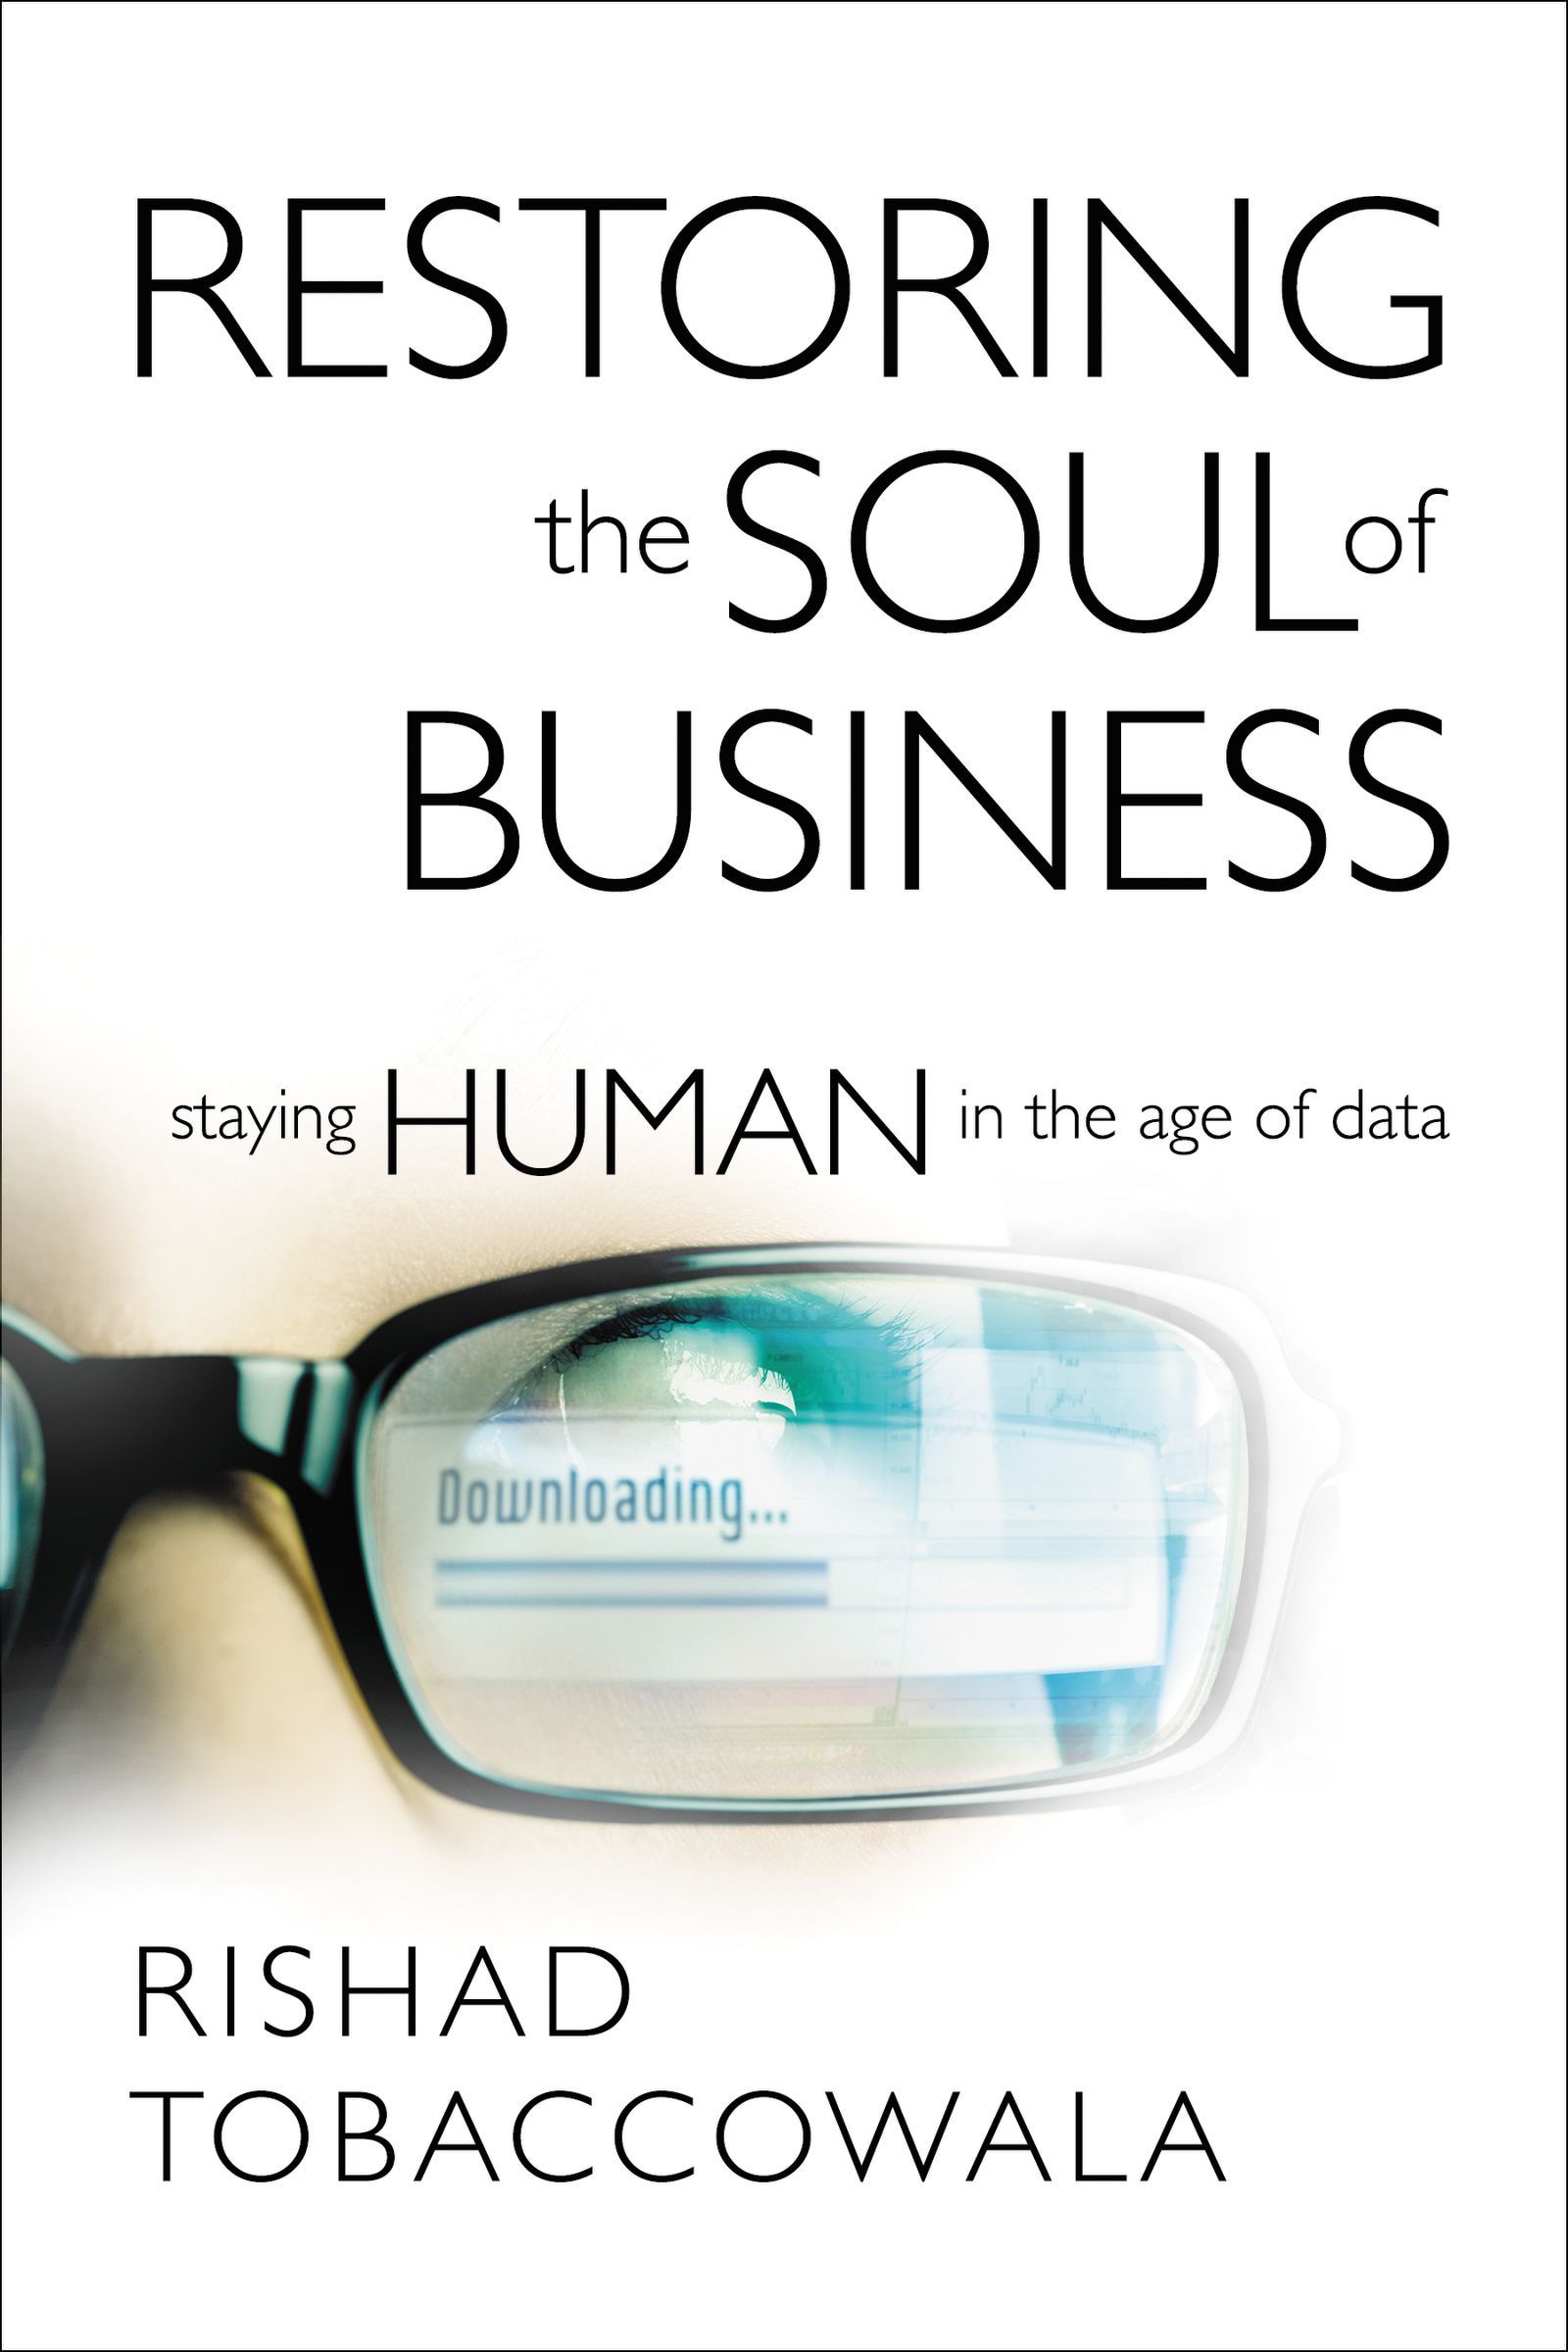 RESTORING
the SOUL of
BUSINESS
staying HUMAN in the age of data
Downloading...
RISHAD
TOBACCOWALA